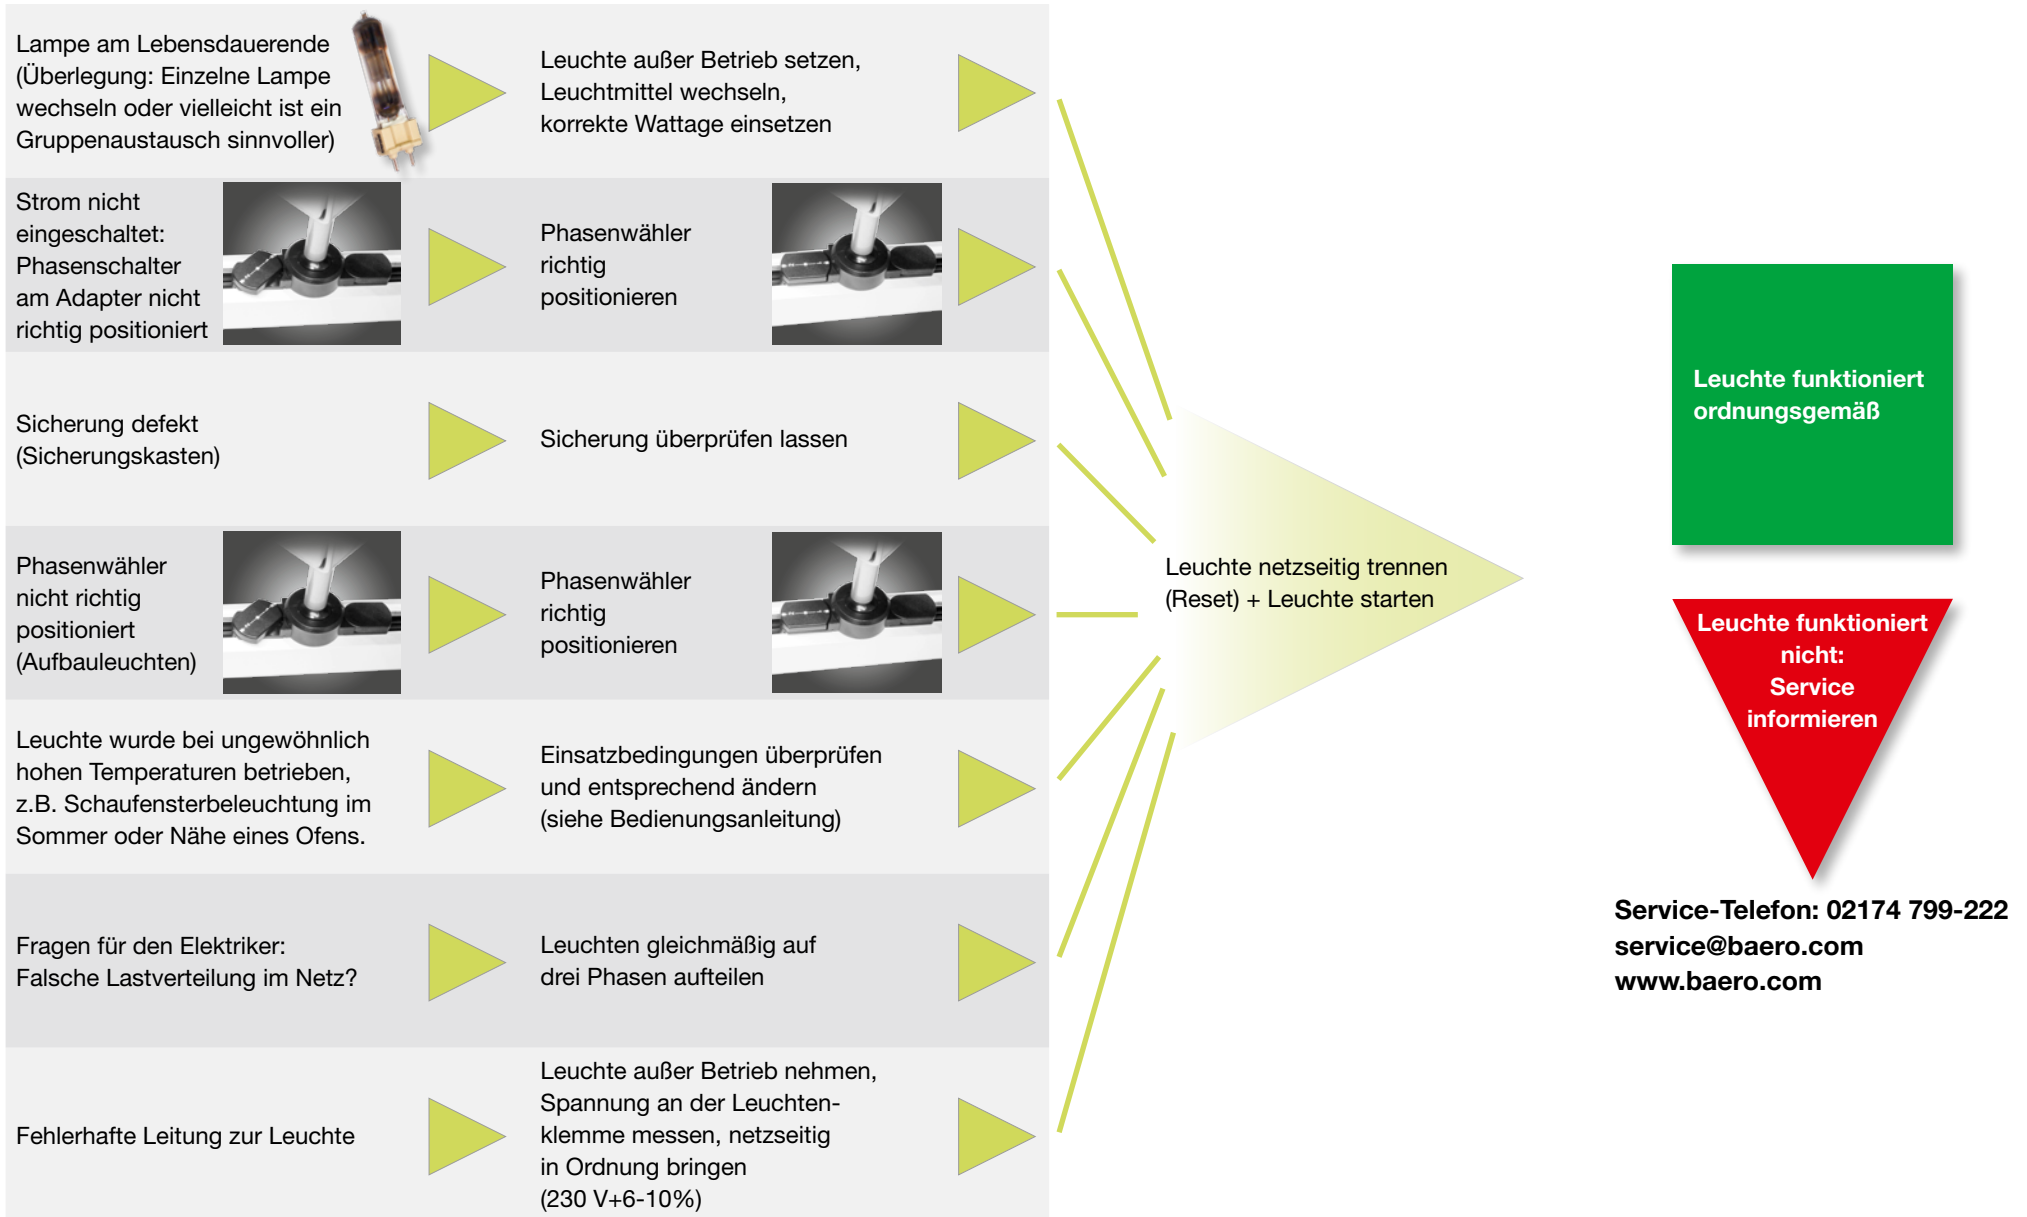 Lampe am Lebensdauerende
(Überlegung: Einzelne Lampe
wechseln oder vielleicht ist ein
Gruppenaustausch sinnvoller)
Leuchte außer Betrieb setzen,
Leuchtmittel wechseln,
korrekte Wattage einsetzen
Strom nicht
eingeschaltet:
Phasenschalter
am Adapter nicht
richtig positioniert
Phasenwähler
richtig
positionieren
Sicherung defekt
(Sicherungskasten)
Sicherung überprüfen lassen
Phasenwähler
nicht richtig
positioniert
(Aufbauleuchten)
Phasenwähler
richtig
positionieren
Leuchte wurde bei ungewöhnlich
hohen Temperaturen betrieben,
z.B. Schaufensterbeleuchtung im
Sommer oder Nähe eines Ofens.
Einsatzbedingungen überprüfen
und entsprechend ändern
(siehe Bedienungsanleitung)
Fragen für den Elektriker:
Falsche Lastverteilung im Netz?
Leuchten gleichmäßig auf
drei Phasen aufteilen
Fehlerhafte Leitung zur Leuchte
Leuchte außer Betrieb nehmen,
Spannung an der Leuchten-
klemme messen, netzseitig
in Ordnung bringen
(230 V+6-10%)
Leuchte netzseitig trennen
(Reset) + Leuchte starten
Leuchte funktioniert
ordnungsgemäß
Leuchte funktioniert
nicht:
Service
informieren
Service-Telefon: 02174 799-222
service@baero.com
www.baero.com